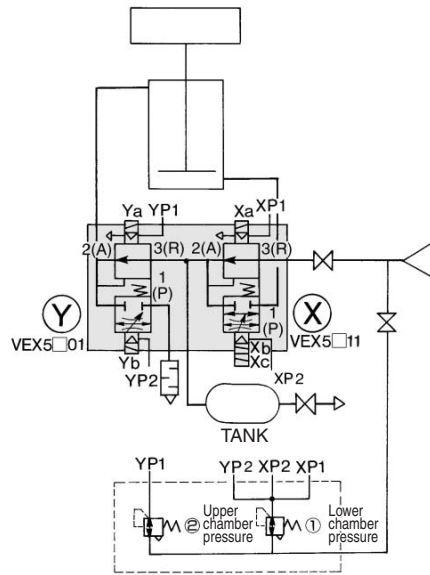 Ya YP1 Xa XP1
2(A) 3(R) 2(A) 3(R)
1 (P) 1 (P)
Y X
VEX5□01 VEX5□11
Yb Xb
Xc
YP2 XP2
TANK
YP1 YP2 XP2 XP1
② Upper chamber pressure
① Lower chamber pressure